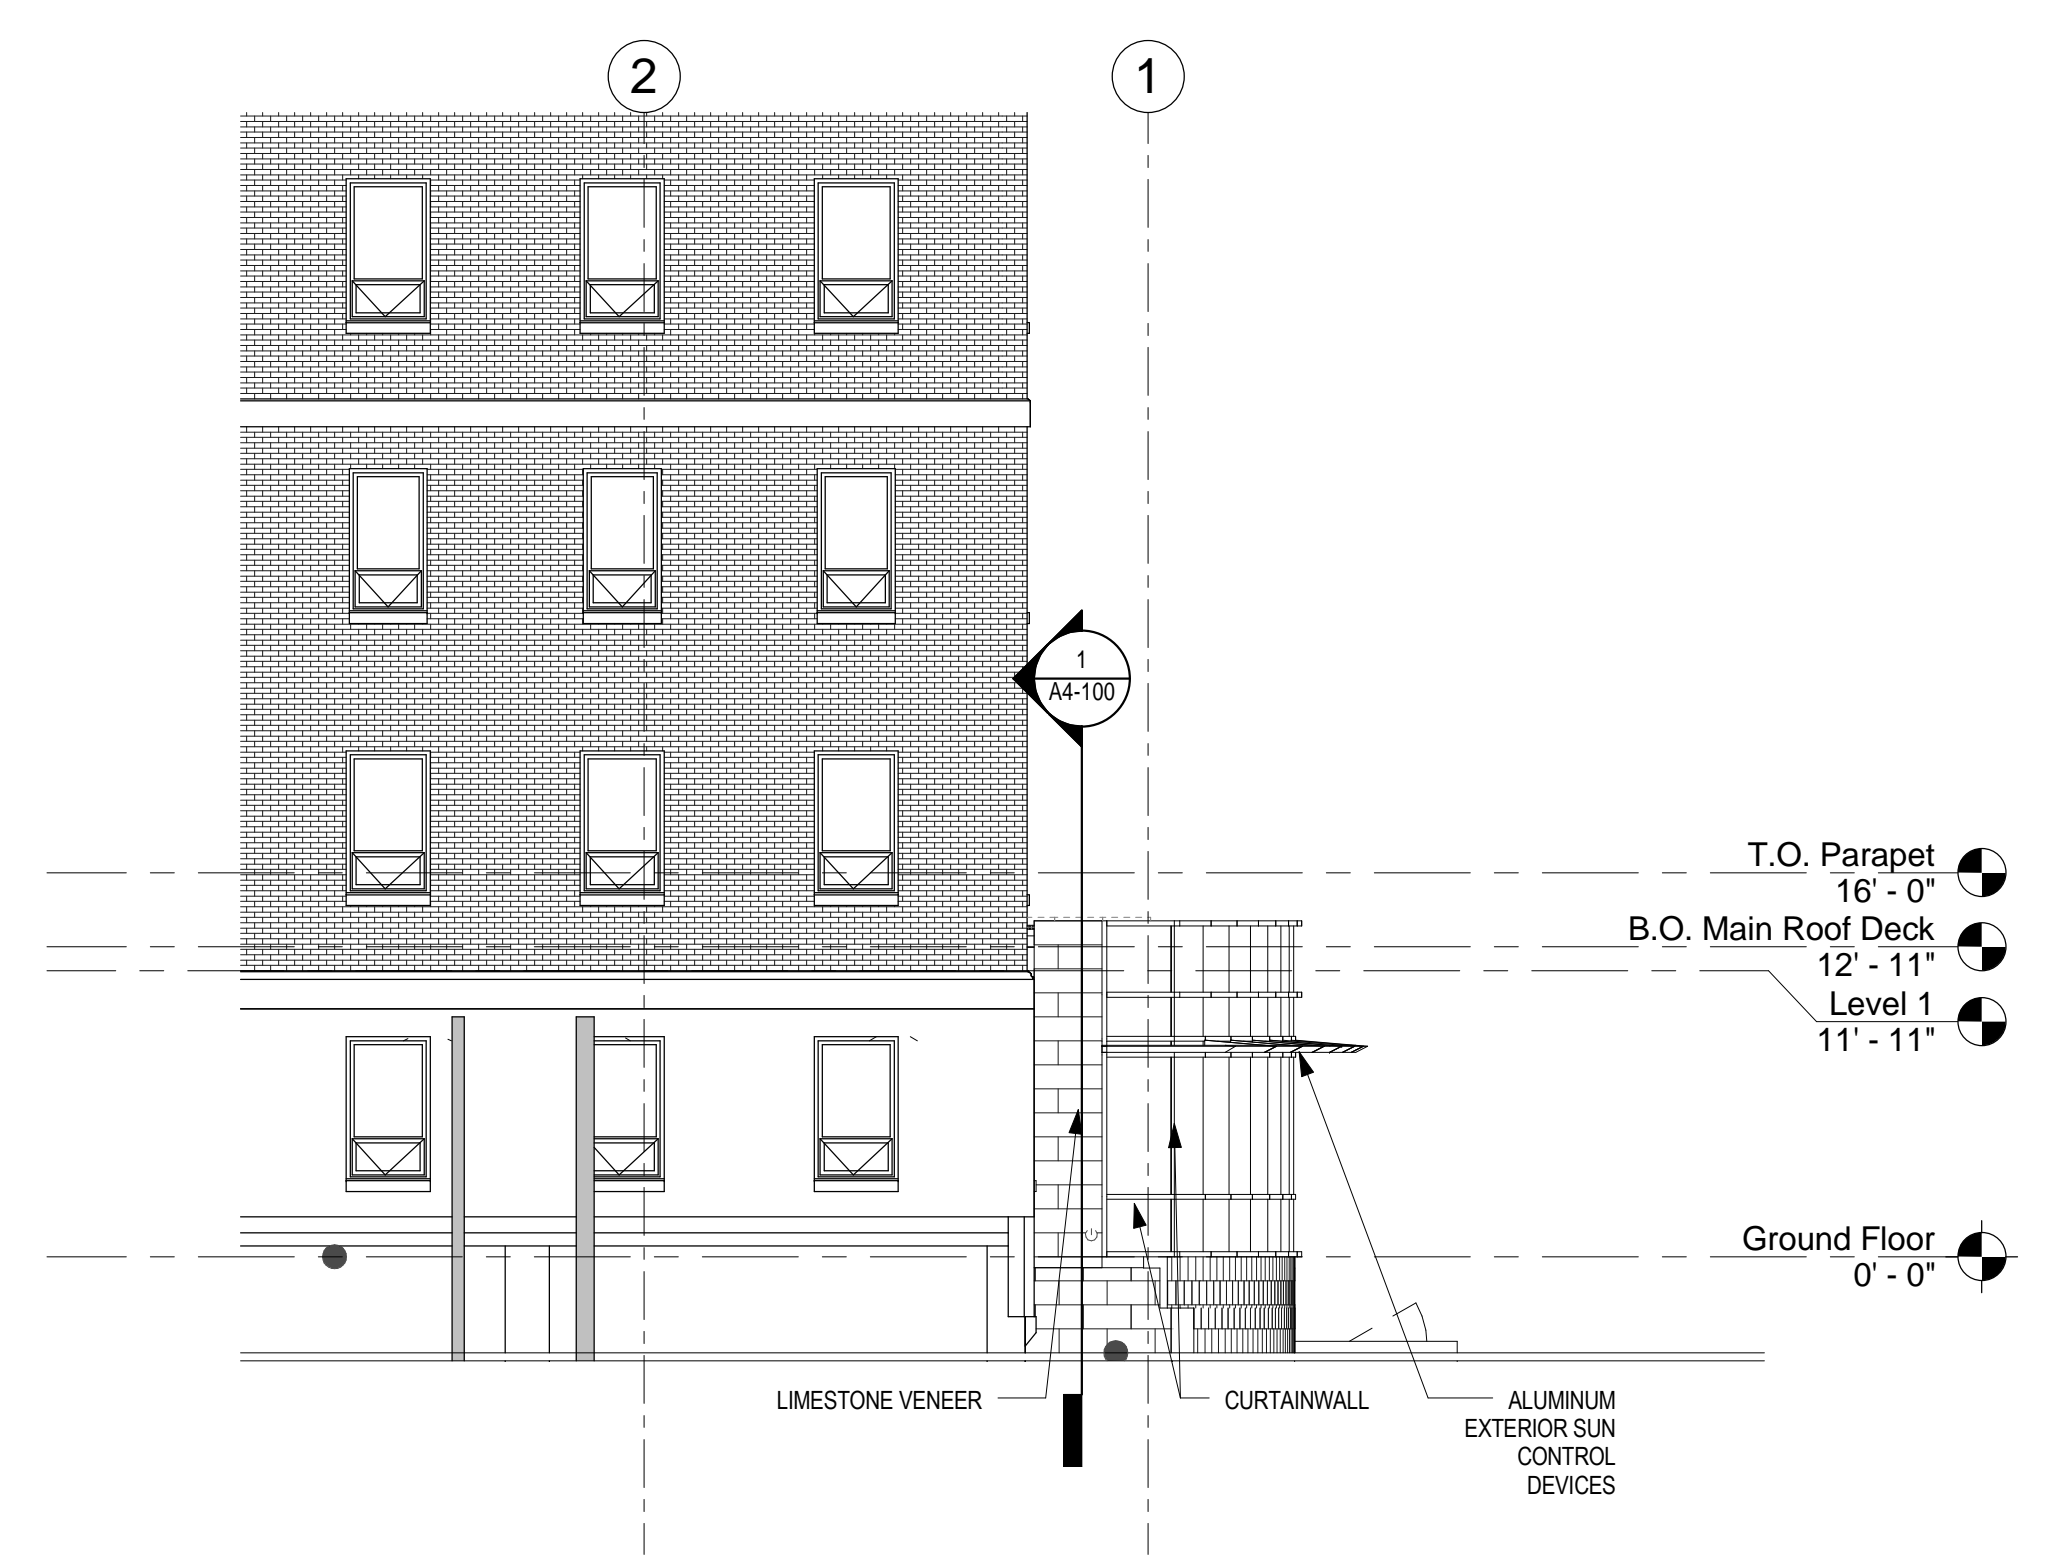 2
1
1
A4-100
T.O. Parapet
16' - 0"
B.O. Main Roof Deck
12' - 11"
Level 1
11' - 11"
Ground Floor
0' - 0"
LIMESTONE VENEER
CURTAINWALL
ALUMINUM
EXTERIOR SUN
CONTROL
DEVICES